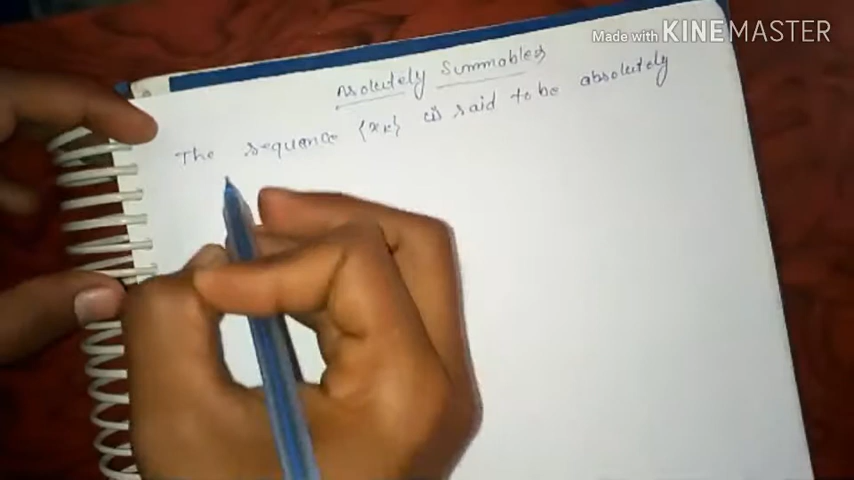 Made with KINEMASTER
Absolutely Summables
The sequence {xₖ} is said to be absolutely